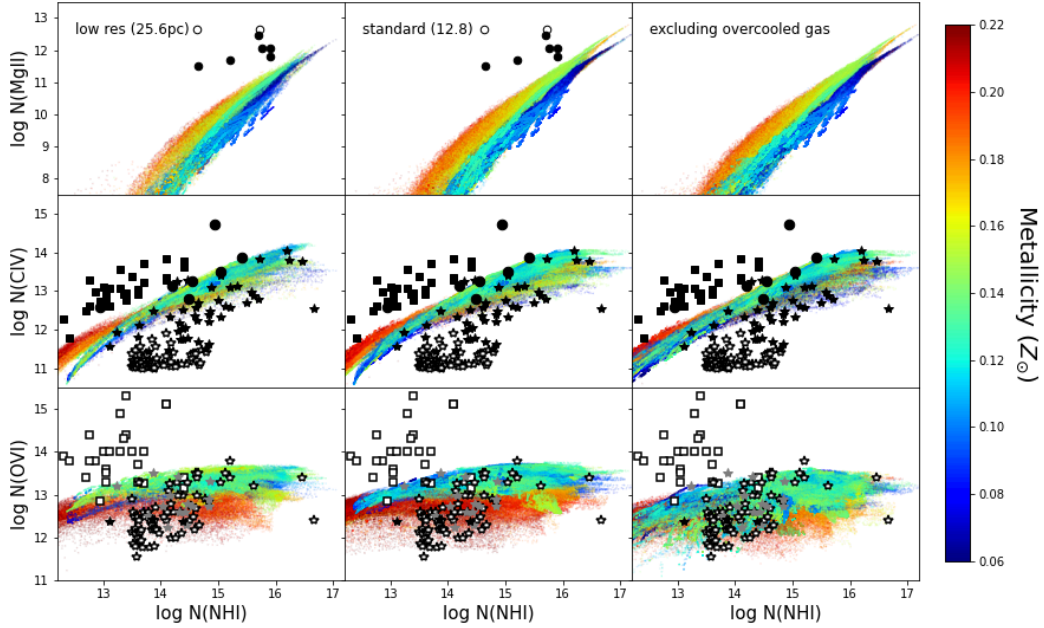 low res (25.6pc)
standard (12.8)
excluding overcooled gas
log N(MgII)
13
12
11
10
9
8
log N(CIV)
15
14
13
12
11
log N(OVI)
15
14
13
12
11
13 14 15 16 17
13 14 15 16 17
13 14 15 16 17
log N(NHI)
log N(NHI)
log N(NHI)
0.22
0.20
0.18
0.16
0.14
0.12
0.10
0.08
0.06
Metallicity (Z⊙)